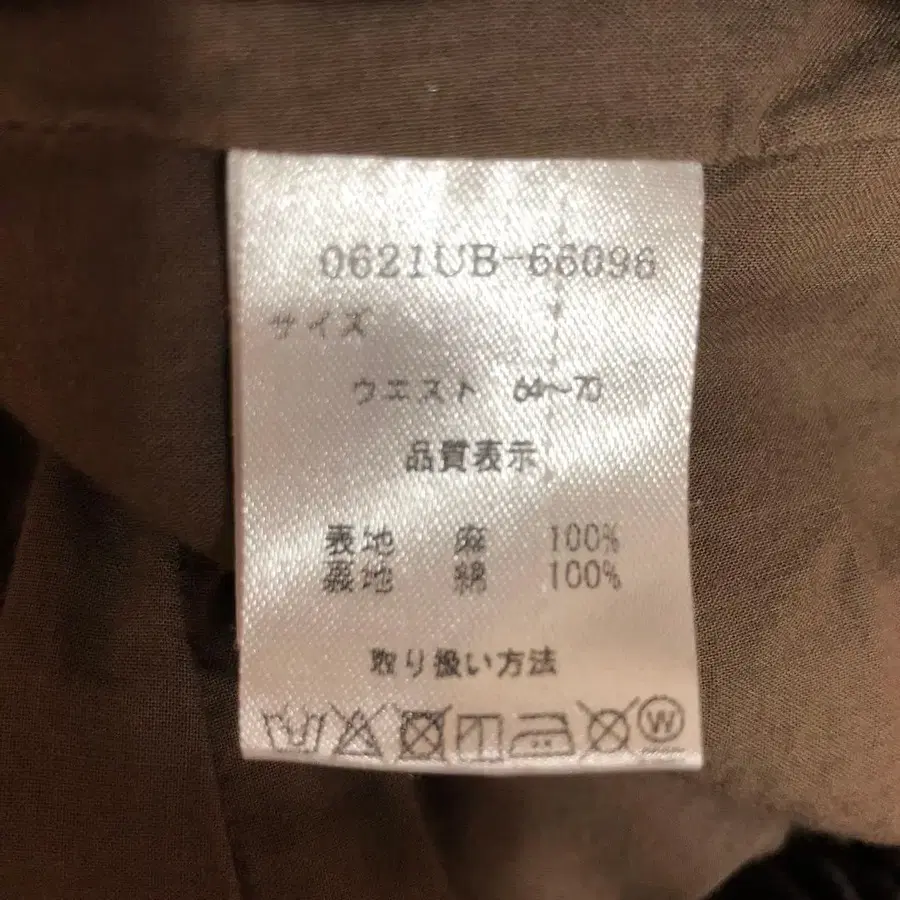 0621UB-66096
サイズ
ウエスト 64～70
品質表示
表地 麻 100%
裏地 綿 100%
取り扱い方法
W